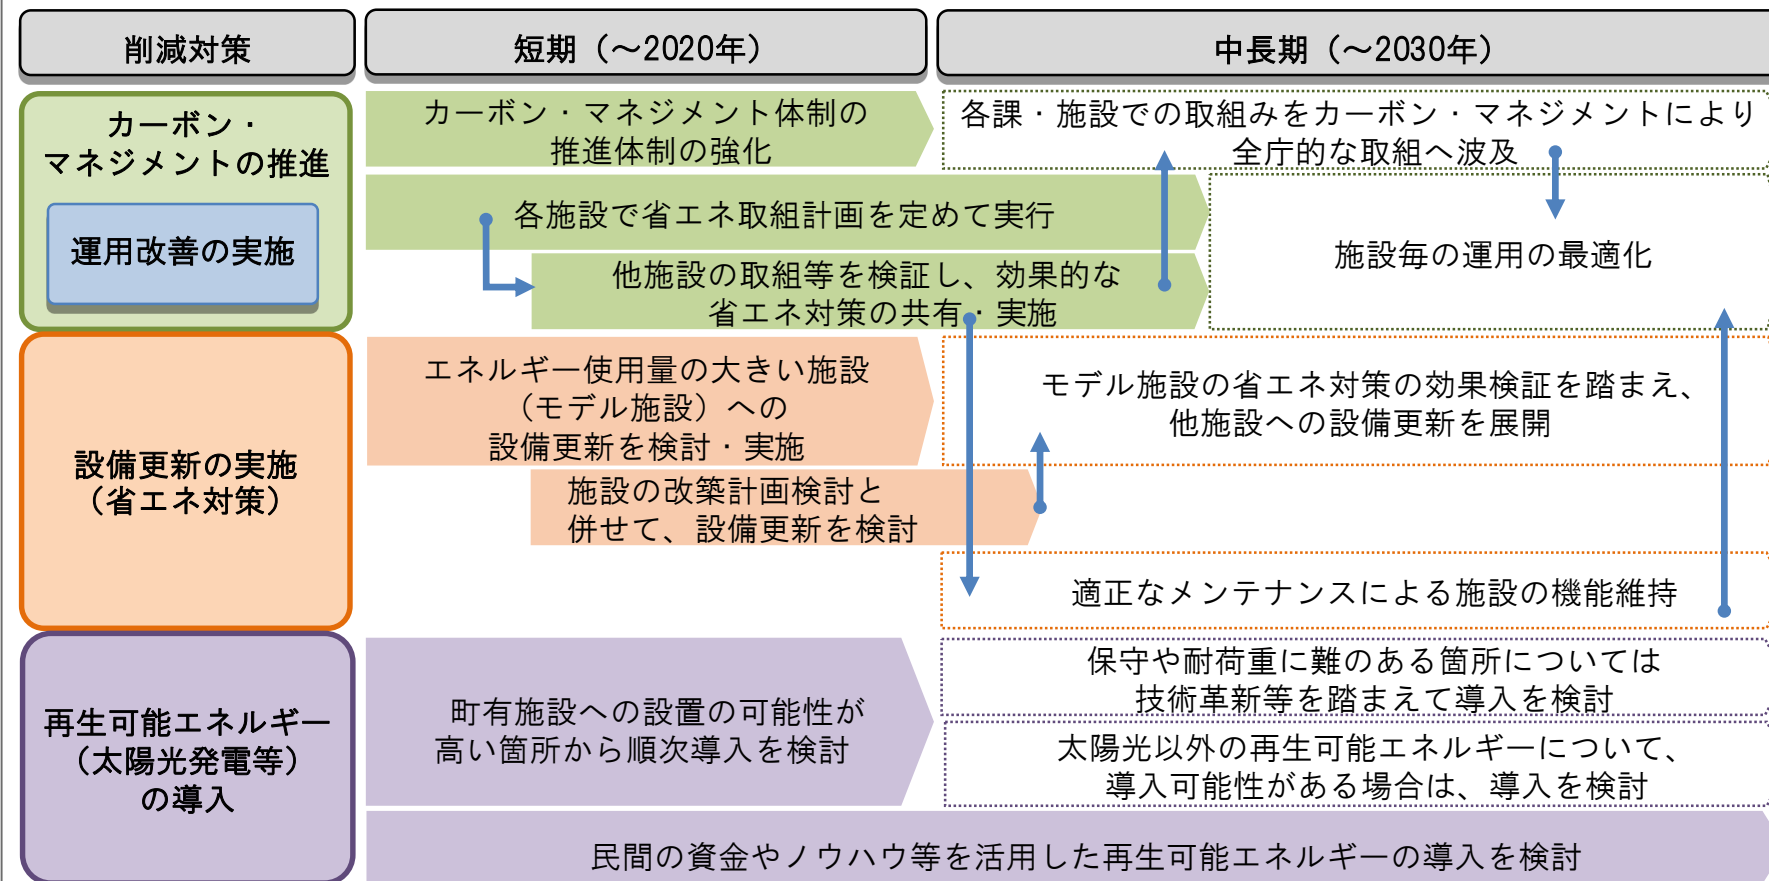 削減対策
短期（～2020年）
中長期（～2030年）
カーボン・
マネジメントの推進
運用改善の実施
カーボン・マネジメント体制の
推進体制の強化
各課・施設での取組みをカーボン・マネジメントにより
全庁的な取組へ波及
各施設で省エネ取組計画を定めて実行
他施設の取組等を検証し、効果的な
省エネ対策の共有・実施
施設毎の運用の最適化
設備更新の実施
（省エネ対策）
エネルギー使用量の大きい施設
（モデル施設）への
設備更新を検討・実施
モデル施設の省エネ対策の効果検証を踏まえ、
他施設への設備更新を展開
施設の改築計画検討と
併せて、設備更新を検討
適正なメンテナンスによる施設の機能維持
再生可能エネルギー
（太陽光発電等）
の導入
町有施設への設置の可能性が
高い箇所から順次導入を検討
保守や耐荷重に難のある箇所については
技術革新等を踏まえて導入を検討
太陽光以外の再生可能エネルギーについて、
導入可能性がある場合は、導入を検討
民間の資金やノウハウ等を活用した再生可能エネルギーの導入を検討